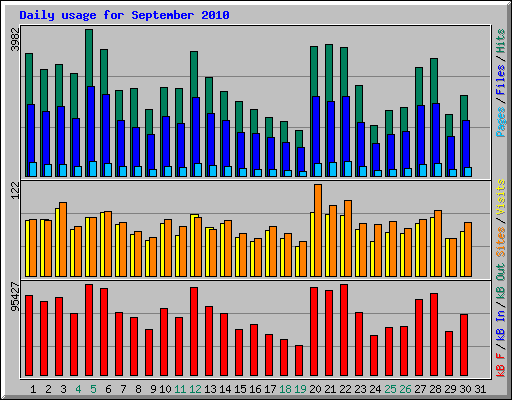 Daily usage for September 2010
3982
Pages / Files / Hits
122
Sites / Visits
95427
kB F / kB In / kB Out
1 2 3 4 5 6 7 8 9 10 11 12 13 14 15 16 17 18 19 20 21 22 23 24 25 26 27 28 29 30 31